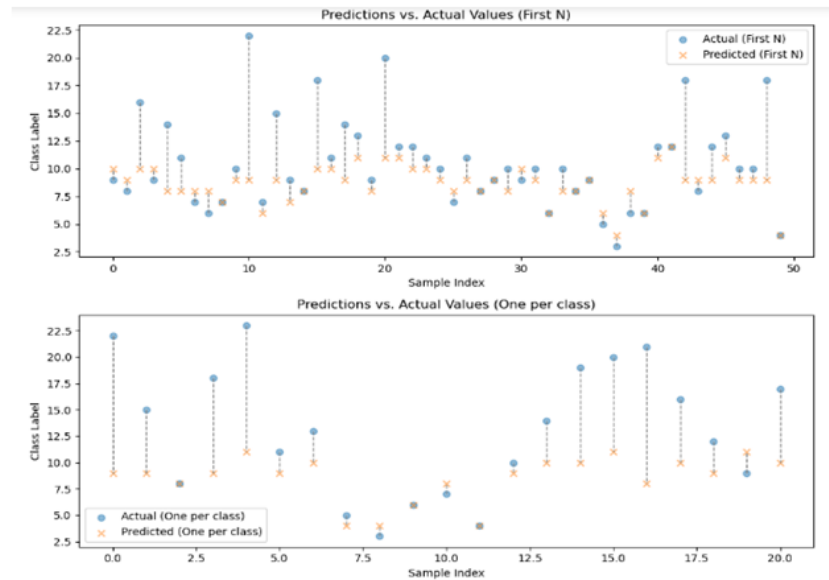 Predictions vs. Actual Values (First N)
22.5
20.0
17.5
15.0
12.5
10.0
7.5
5.0
2.5
Class Label
Actual (First N)
Predicted (First N)
0 10 20 30 40 50
Sample Index
Predictions vs. Actual Values (One per class)
22.5
20.0
17.5
15.0
12.5
10.0
7.5
5.0
2.5
Class Label
Actual (One per class)
Predicted (One per class)
0.0 2.5 5.0 7.5 10.0 12.5 15.0 17.5 20.0
Sample Index